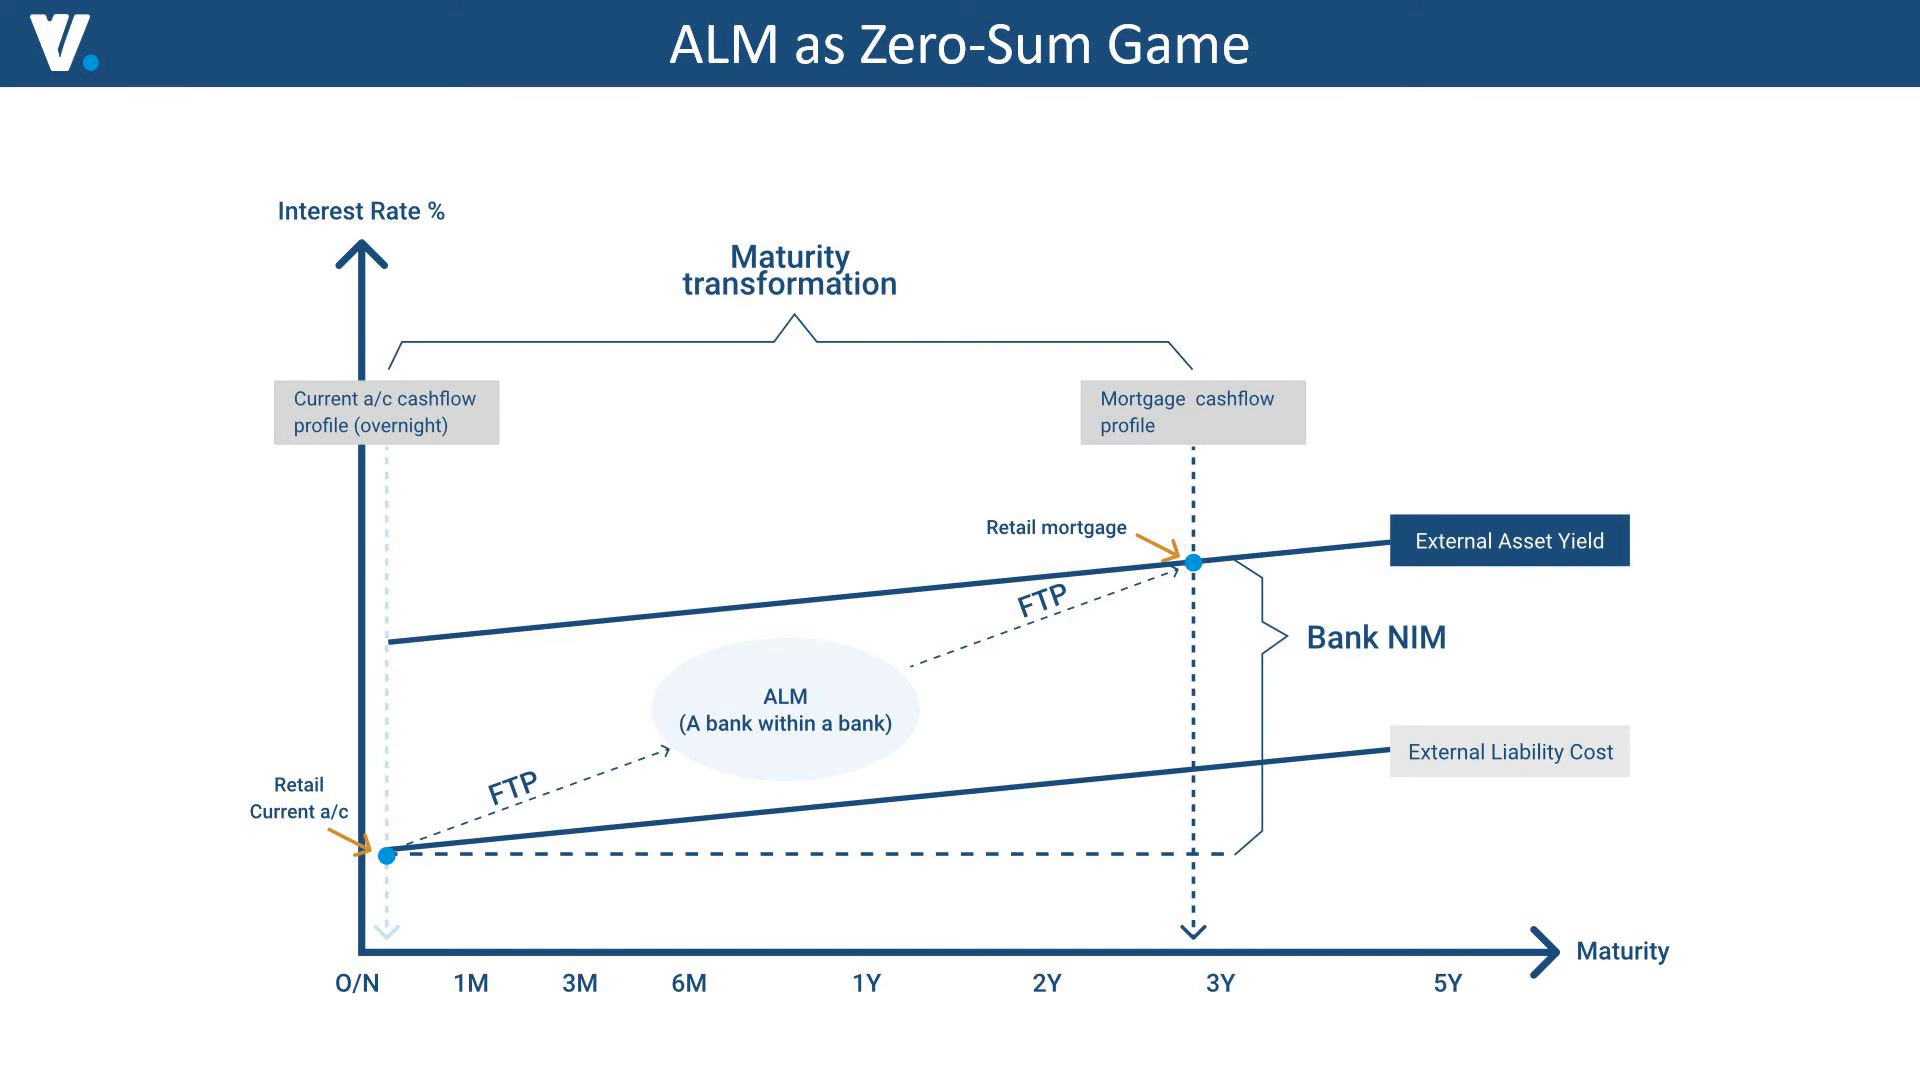 ALM as Zero-Sum Game
Interest Rate %
Maturity
transformation
Current a/c cashflow
profile (overnight)
Mortgage cashflow
profile
Retail mortgage
External Asset Yield
FTP
Bank NIM
ALM
(A bank within a bank)
External Liability Cost
FTP
Retail
Current a/c
Maturity
O/N 1M 3M 6M 1Y 2Y 3Y 5Y